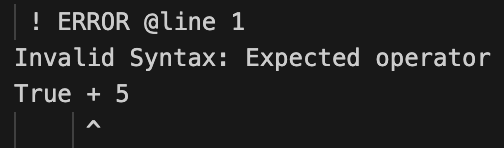 ! ERROR @line 1
Invalid Syntax: Expected operator
True + 5
^